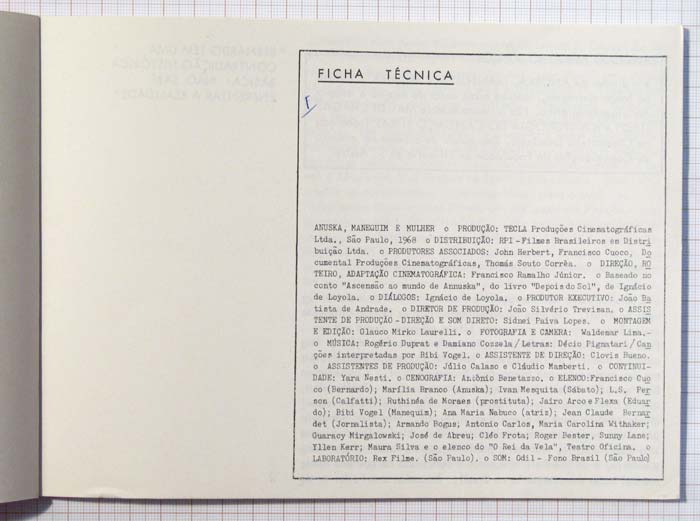 FICHA TÉCNICA
ANUSKA, MANEQUIM E MULHER o PRODUÇÃO: TECLA Produções Cinematográficas
Ltda., São Paulo, 1968 o DISTRIBUIÇÃO: RPI-Filmes Brasileiros em Distri
buição Ltda. o PRODUTORES ASSOCIADOS: John Herbert, Francisco Cuoco, Do
cumental Produções Cinematográficas, Thomás Souto Corrêa. o DIREÇÃO, RO
TEIRO, ADAPTAÇÃO CINEMATOGRÁFICA: Francisco Ramalho Júnior. o Baseado no
conto "Ascensão ao mundo de Annuska", do livro "Depois do Sol", de Ignácio
de Loyola. o DIÁLOGOS: Ignácio de Loyola. o PRODUTOR EXECUTIVO: João Ba
tista de Andrade. o DIRETOR DE PRODUÇÃO: João Silvério Trevisan. o ASSIS
TENTE DE PRODUÇÃO-DIREÇÃO E SOM DIRETO: Sidnei Paiva Lopes. o MONTAGEM
E EDIÇÃO: Glauco Mirko Laurelli. o FOTOGRAFIA E CAMERA: Waldemar Lima.-
o MÚSICA: Rogério Duprat e Damiano Cozzela/Letras: Décio Pignatari/Can
ções interpretadas por Bibi Vogel. o ASSISTENTE DE DIREÇÃO: Clovis Bueno.
o ASSISTENTES DE PRODUÇÃO: Júlio Calaso e Cláudio Mamberti. o CONTINUI-
DADE: Yara Nesti. o CENOGRAFIA: Antônio Benetazzo. o ELENCO:Francisco Cuo
co (Bernardo); Marília Branco (Anuska); Ivan Mesquita (Sábato); L.S. Per
son (Calfatti); Ruthinéa de Moraes (prostituta); Jairo Arco e Flexa (Eduar
do); Bibi Vogel (Manequim); Ana Maria Nabuco (atriz); Jean Claude Bernar
det (Jornalista); Armando Bogus; Antonio Carlos, Maria Carolina Withaker;
Guaracy Mirgalowski; José de Abreu; Cléo Frota; Roger Bester, Sunny Lane;
Yllen Kerr; Maura Silva e o elenco do "O Rei da Vela", Teatro Oficina. o
LABORATÓRIO: Rex Filme. (São Paulo). o SOM: Odil- Fono Brasil (São Paulo)